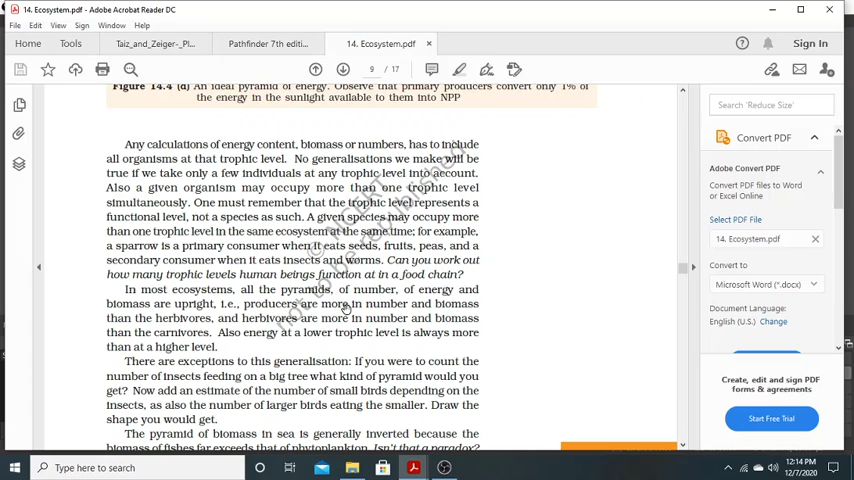 14. Ecosystem.pdf - Adobe Acrobat Reader DC
File Edit View Sign Window Help
Home Tools Taiz_and_Zeiger-_Pl... Pathfinder 7th editi... 14. Ecosystem.pdf × Sign In
9 / 17
Figure 14.4 (d) An ideal pyramid of energy. Observe that primary producers convert only 1% of
the energy in the sunlight available to them into NPP
Any calculations of energy content, biomass or numbers, has to include
all organisms at that trophic level. No generalisations we make will be
true if we take only a few individuals at any trophic level into account.
Also a given organism may occupy more than one trophic level
simultaneously. One must remember that the trophic level represents a
functional level, not a species as such. A given species may occupy more
than one trophic level in the same ecosystem at the same time; for example,
a sparrow is a primary consumer when it eats seeds, fruits, peas, and a
secondary consumer when it eats insects and worms. Can you work out
how many trophic levels human beings function at in a food chain?
In most ecosystems, all the pyramids, of number, of energy and
biomass are upright, i.e., producers are more in number and biomass
than the herbivores, and herbivores are more in number and biomass
than the carnivores. Also energy at a lower trophic level is always more
than at a higher level.
There are exceptions to this generalisation: If you were to count the
number of insects feeding on a big tree what kind of pyramid would you
get? Now add an estimate of the number of small birds depending on the
insects, as also the number of larger birds eating the smaller. Draw the
shape you would get.
The pyramid of biomass in sea is generally inverted because the
biomass of fishes far exceeds that of phytoplankton. Isn't that a paradox?
© NCERT
not to be republished
Search 'Reduce Size'
Convert PDF
Adobe Convert PDF
Convert PDF files to Word
or Excel Online
Select PDF File
14. Ecosystem.pdf
Convert to
Microsoft Word (*.docx)
Document Language:
English (U.S.) Change
Create, edit and sign PDF
forms & agreements
Start Free Trial
Type here to search
12:14 PM
12/7/2020